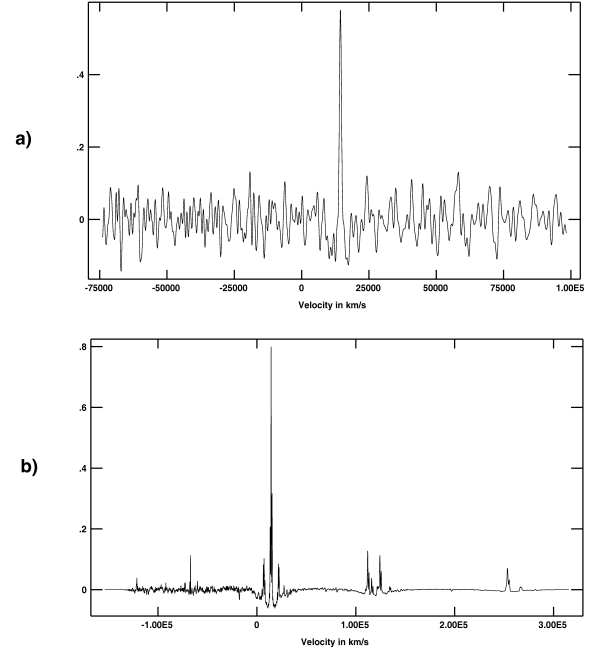 a)
.4
.2
0
-75000 -50000 -25000 0 25000 50000 75000 1.00E5
Velocity in km/s
b)
.8
.6
.4
.2
0
-1.00E5 0 1.00E5 2.00E5 3.00E5
Velocity in km/s